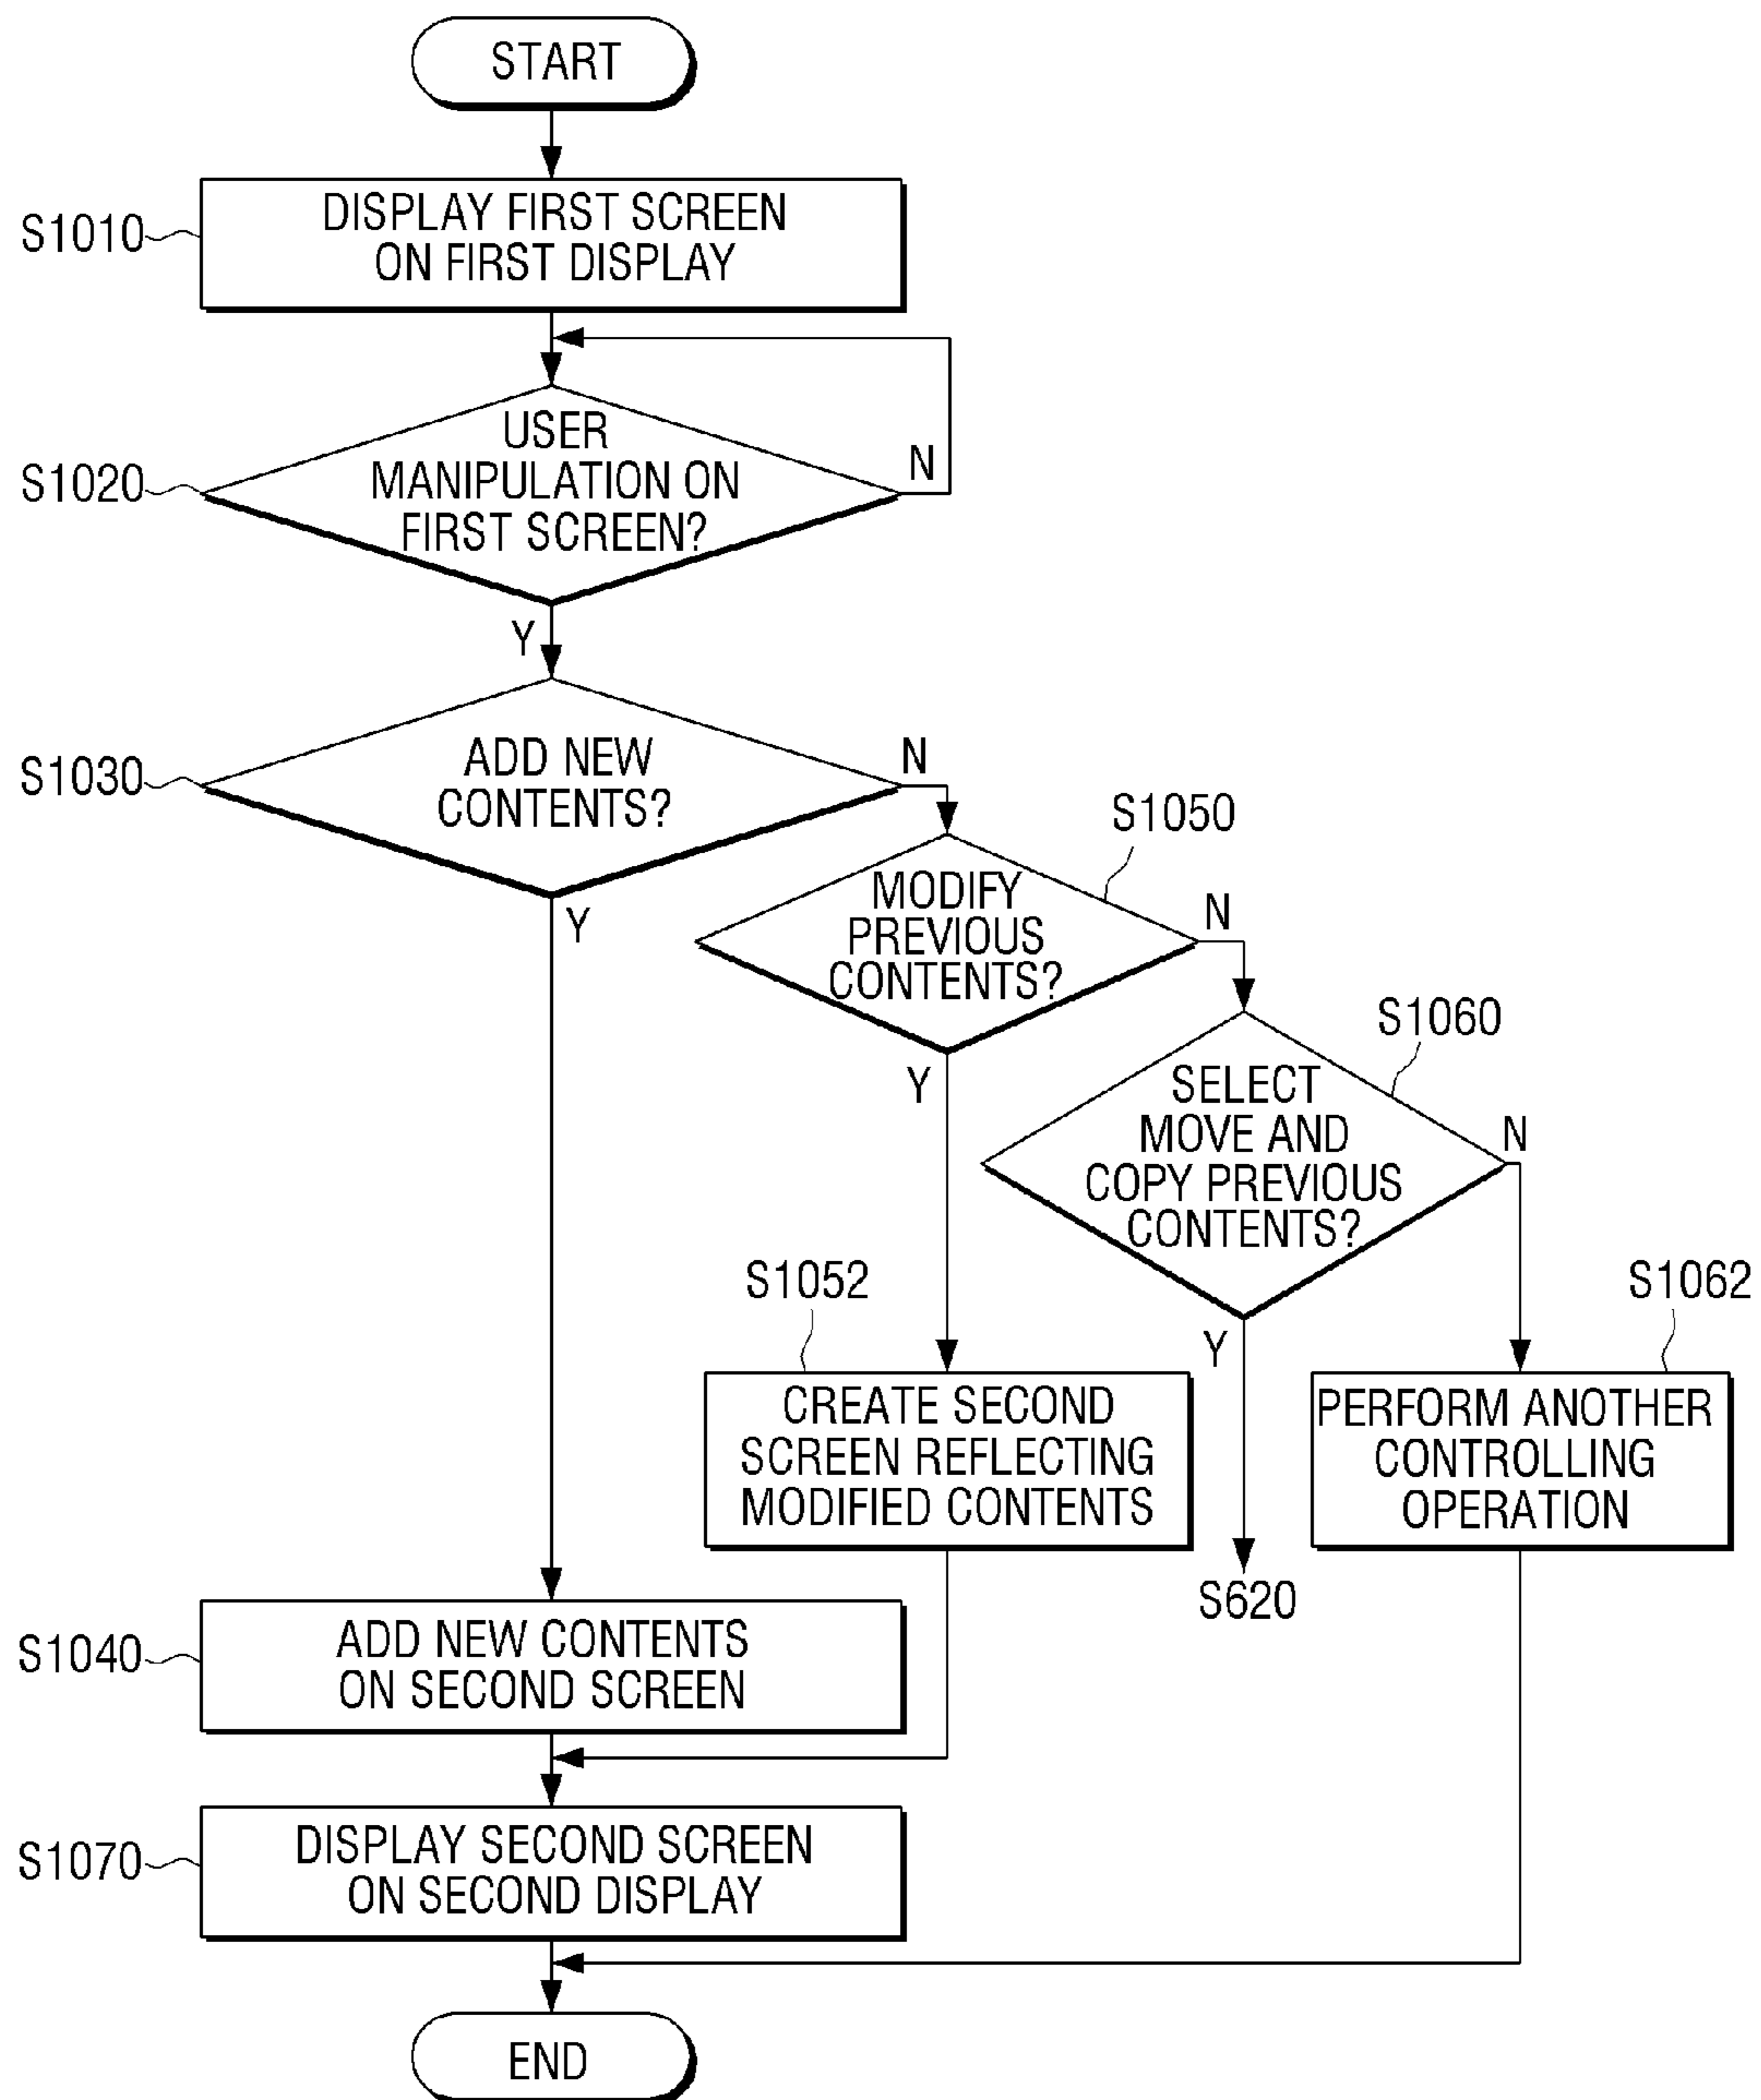 START
S1010
DISPLAY FIRST SCREEN
ON FIRST DISPLAY
S1020
USER
MANIPULATION ON
FIRST SCREEN?
N
Y
S1030
ADD NEW
CONTENTS?
N
Y
S1050
MODIFY
PREVIOUS
CONTENTS?
N
Y
S1060
SELECT
MOVE AND
COPY PREVIOUS
CONTENTS?
N
Y
S1052
CREATE SECOND
SCREEN REFLECTING
MODIFIED CONTENTS
S620
S1062
PERFORM ANOTHER
CONTROLLING
OPERATION
S1040
ADD NEW CONTENTS
ON SECOND SCREEN
S1070
DISPLAY SECOND SCREEN
ON SECOND DISPLAY
END